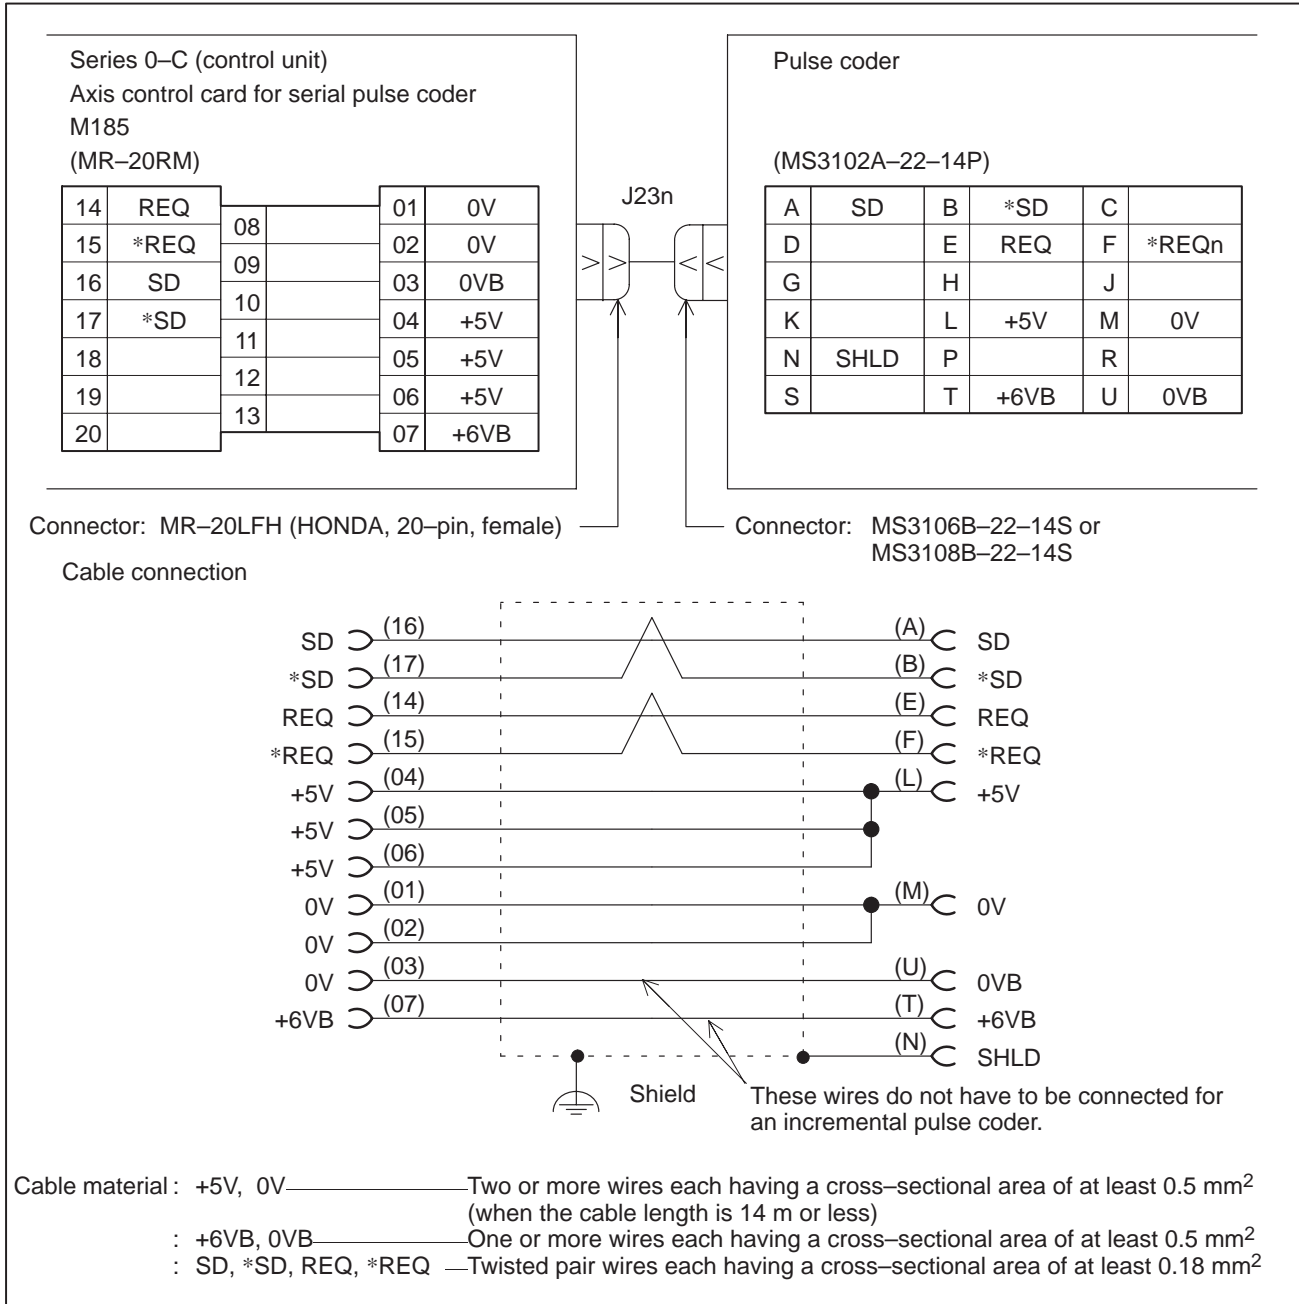 Series 0–C (control unit)
Axis control card for serial pulse coder
M185
(MR–20RM)
14 REQ 01 0V
08
15 *REQ 02 0V
09
16 SD 03 0VB
10
17 *SD 04 +5V
11
18 05 +5V
12
19 06 +5V
13
20 07 +6VB
J23n
Pulse coder
(MS3102A–22–14P)
A SD B *SD C
D E REQ F *REQn
G H J
K L +5V M 0V
N SHLD P R
S T +6VB U 0VB
Connector: MR–20LFH (HONDA, 20–pin, female)
Connector: MS3106B–22–14S or
MS3108B–22–14S
Cable connection
SD (16) (A) SD
*SD (17) (B) *SD
REQ (14) (E) REQ
*REQ (15) (F) *REQ
+5V (04) (L) +5V
+5V (05)
+5V (06)
0V (01) (M) 0V
0V (02)
0V (03) (U) 0VB
+6VB (07) (T) +6VB
(N) SHLD
Shield
These wires do not have to be connected for
an incremental pulse coder.
Cable material : +5V, 0V Two or more wires each having a cross–sectional area of at least 0.5 mm2
(when the cable length is 14 m or less)
: +6VB, 0VB One or more wires each having a cross–sectional area of at least 0.5 mm2
: SD, *SD, REQ, *REQ Twisted pair wires each having a cross–sectional area of at least 0.18 mm2